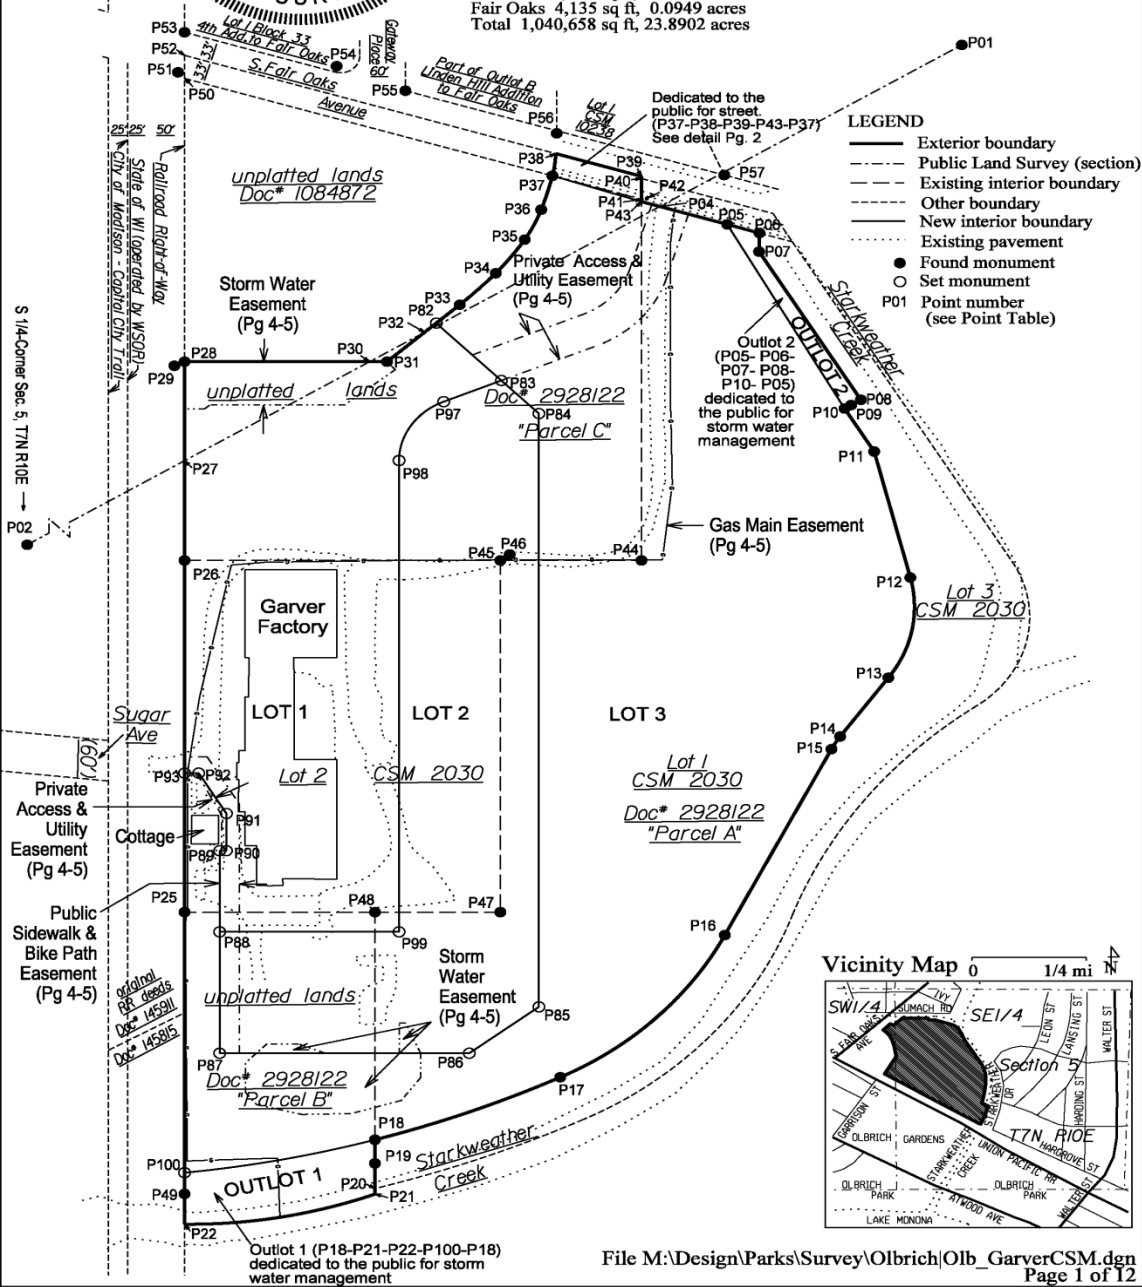 Fair Oaks 4,135 sq ft, 0.0949 acres
Total 1,040,658 sq ft, 23.8902 acres
P53
Lot 1 Block 33
4th Add. to Fair Oaks
P54
P52
33' 33'
P51
P50
S. Fair Oaks
Avenue
Gateway
Place
60'
P55
Part of Outlot B
Linden Hill Addition
to Fair Oaks
P56
Lot 1
CSM
10238
P01
Dedicated to the
public for street.
(P37-P38-P39-P43-P37)
See detail Pg. 2
P57
LEGEND
Exterior boundary
Public Land Survey (section)
Existing interior boundary
Other boundary
New interior boundary
Existing pavement
Found monument
Set monument
P01 Point number
(see Point Table)
25' 25' 50'
City of Madison - Capital City Trail
State of WI (operated by WSOR)
Railroad Right-of-Way
unplatted lands
Doc# 1084872
P38
P39
P37
P40
P42
P41
P43
P04
P05
P06
P07
P36
P35
P34
P33
P82
P32
Private Access &
Utility Easement
(Pg 4-5)
Storm Water
Easement
(Pg 4-5)
P28
P30
P31
P29
unplatted lands
P83
Doc# 2928122
"Parcel C"
P84
P97
P98
P27
S 1/4-Corner Sec. 5, T7N R10E
P02
Starkweather
Creek
OUTLOT 2
Outlot 2
(P05- P06-
P07- P08-
P10- P05)
dedicated to
the public for
storm water
management
P08
P09
P10
P11
Gas Main Easement
(Pg 4-5)
P26
P45
P46
P44
P12
Lot 3
CSM 2030
P13
P14
P15
P16
Garver
Factory
LOT 1
LOT 2
LOT 3
Lot 2
CSM 2030
Lot 1
CSM 2030
Doc# 2928122
"Parcel A"
Sugar
Ave
(60')
P93
P92
P91
P89
P90
Private
Access &
Utility
Easement
(Pg 4-5)
Cottage
P25
P48
P47
P88
P99
Public
Sidewalk &
Bike Path
Easement
(Pg 4-5)
original
RR deeds
Doc# 145911
Doc# 145815
unplatted lands
Storm
Water
Easement
(Pg 4-5)
P85
P86
P87
Doc# 2928122
"Parcel B"
P17
P18
P19
P20
P21
P100
P49
P22
OUTLOT 1
Starkweather
Creek
Outlot 1 (P18-P21-P22-P100-P18)
dedicated to the public for storm
water management
Vicinity Map
0 1/4 mi
N
SW1/4
IVY
SUMACH RD
SE1/4
S. FAIR OAKS
AVE
LEON ST
LANSING ST
WALTER ST
Section 5
STARKWEATHER
DR
HARDING ST
GARRISON ST
T7N R10E
HARGROVE ST
OLBRICH
GARDENS
STARKWEATHER
CREEK
UNION PACIFIC RR
OLBRICH
PARK
OLBRICH
PARK
WALTER ST
ATWOOD AVE
LAKE MONONA
File M:\Design\Parks\Survey\Olbrich|Olb_GarverCSM.dgn
Page 1 of 12